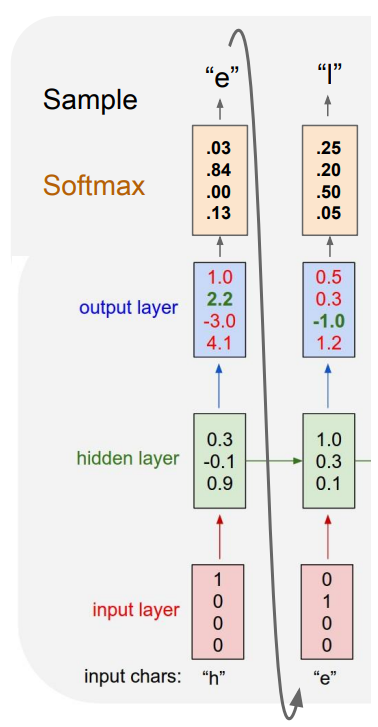 “e” “l”
Sample
Softmax
.03 .25
.84 .20
.00 .50
.13 .05
output layer
1.0 0.5
2.2 0.3
-3.0 -1.0
4.1 1.2
hidden layer
0.3 1.0
-0.1 0.3
0.9 0.1
input layer
1 0
0 1
0 0
0 0
input chars: “h” “e”